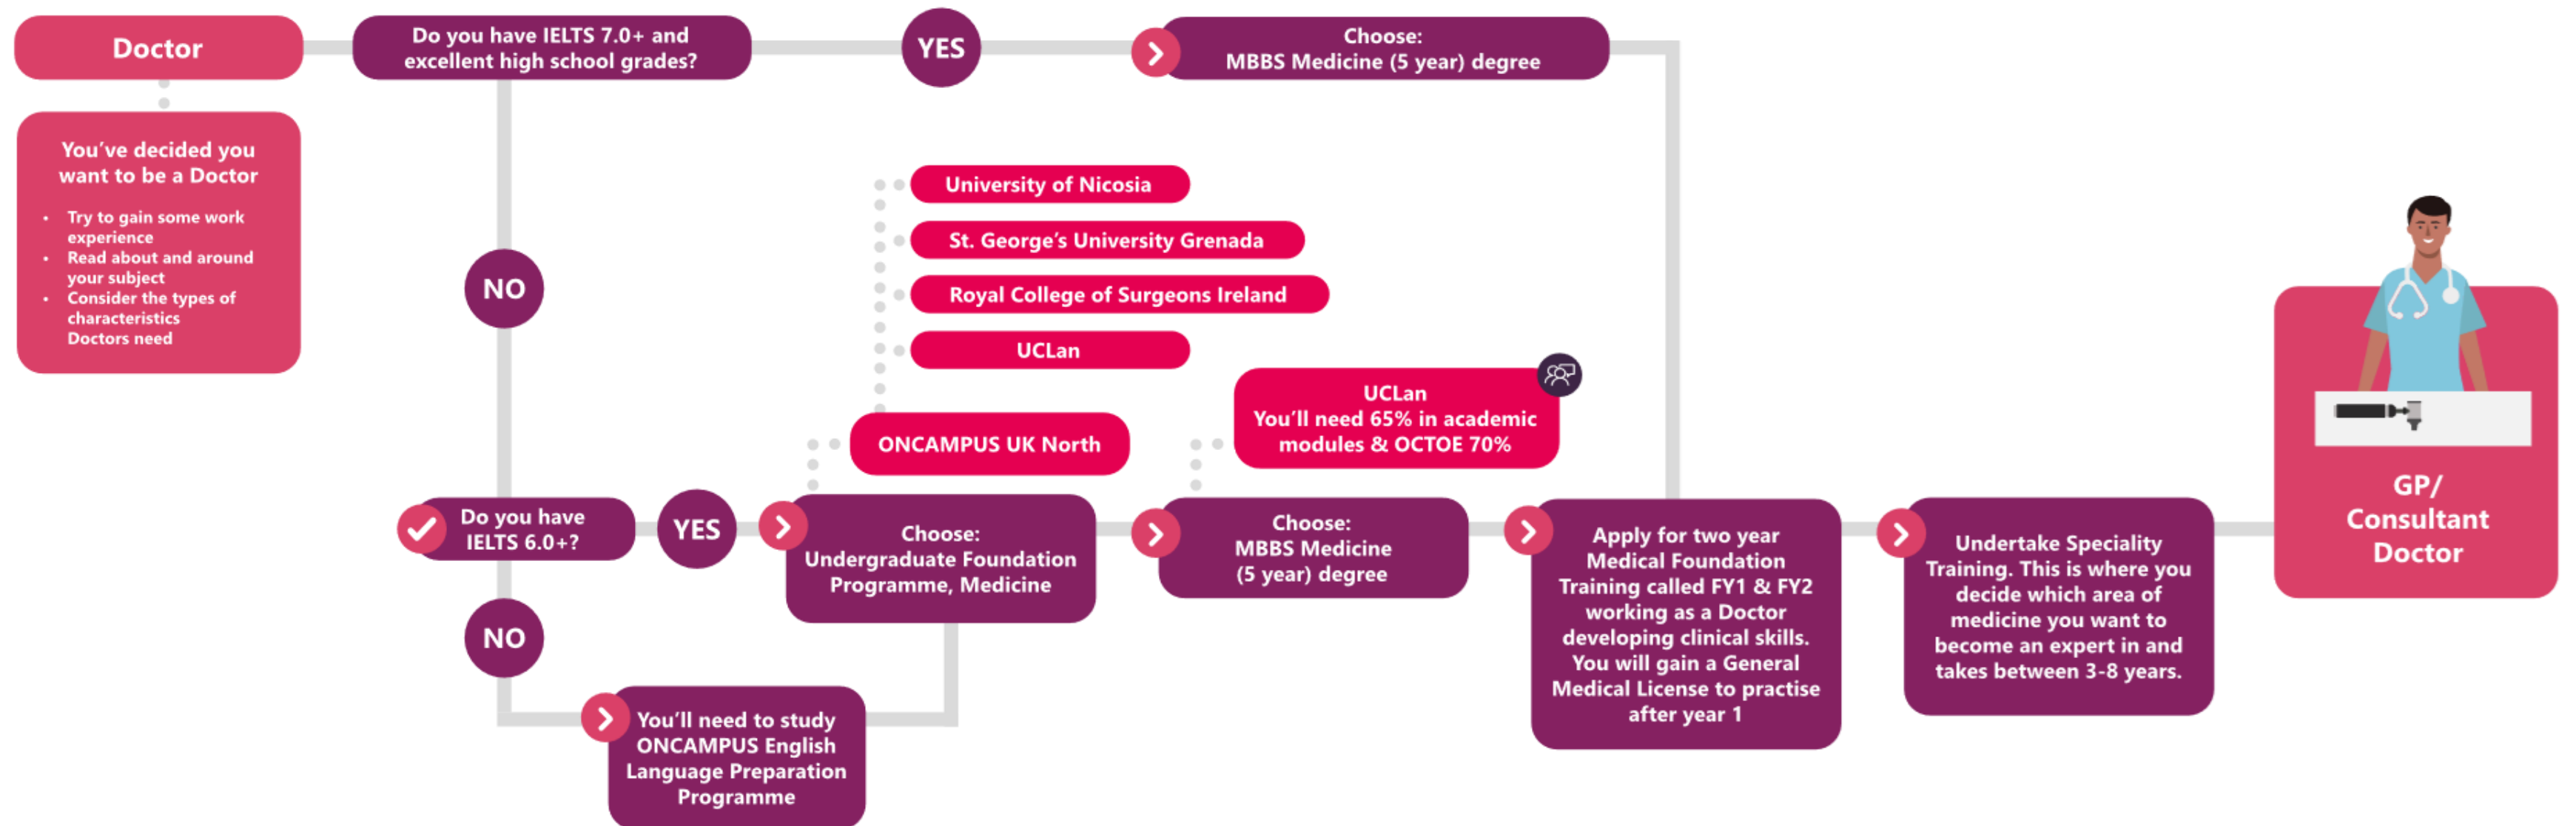 Doctor
Do you have IELTS 7.0+ and
excellent high school grades?
YES
Choose:
MBBS Medicine (5 year) degree
You've decided you
want to be a Doctor
• Try to gain some work
experience
• Read about and around
your subject
• Consider the types of
characteristics
Doctors need
NO
University of Nicosia
St. George's University Grenada
Royal College of Surgeons Ireland
UCLan
ONCAMPUS UK North
UCLan
You'll need 65% in academic
modules & OCTOE 70%
Do you have
IELTS 6.0+?
YES
Choose:
Undergraduate Foundation
Programme, Medicine
Choose:
MBBS Medicine
(5 year) degree
Apply for two year
Medical Foundation
Training called FY1 & FY2
working as a Doctor
developing clinical skills.
You will gain a General
Medical License to practise
after year 1
Undertake Speciality
Training. This is where you
decide which area of
medicine you want to
become an expert in and
takes between 3-8 years.
GP/
Consultant
Doctor
NO
You'll need to study
ONCAMPUS English
Language Preparation
Programme